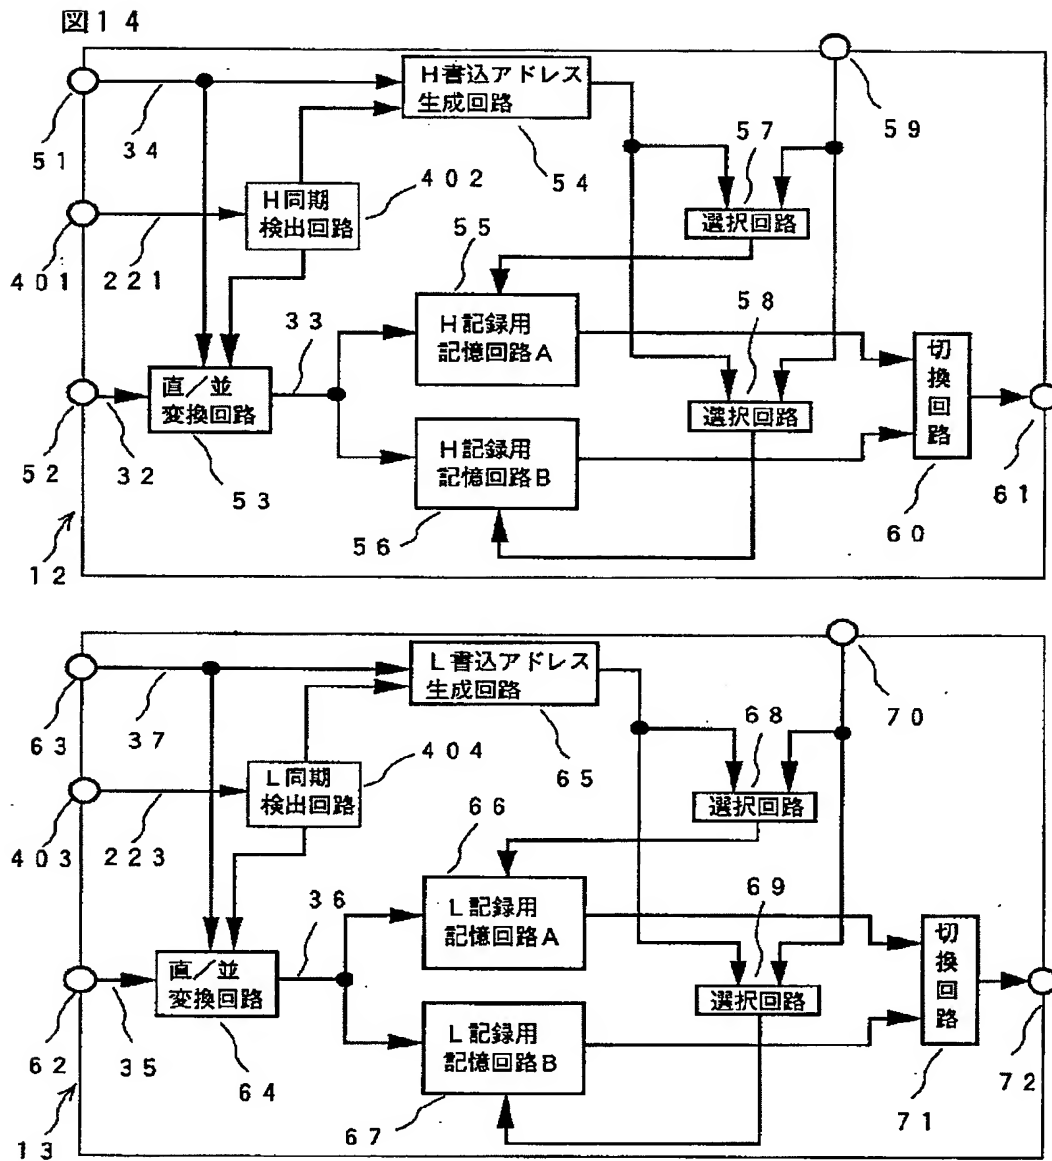 図14
H書込アドレス
生成回路
51
34
54
57
59
402
H同期
検出回路
55
選択回路
401
221
33
H記録用
記憶回路A
58
切換回路
直/並
変換回路
選択回路
52
32
53
H記録用
記憶回路B
61
56
60
12
L書込アドレス
生成回路
63
37
65
68
70
404
L同期
検出回路
66
選択回路
403
223
36
L記録用
記憶回路A
69
切換回路
直/並
変換回路
選択回路
62
35
64
L記録用
記憶回路B
72
67
71
13